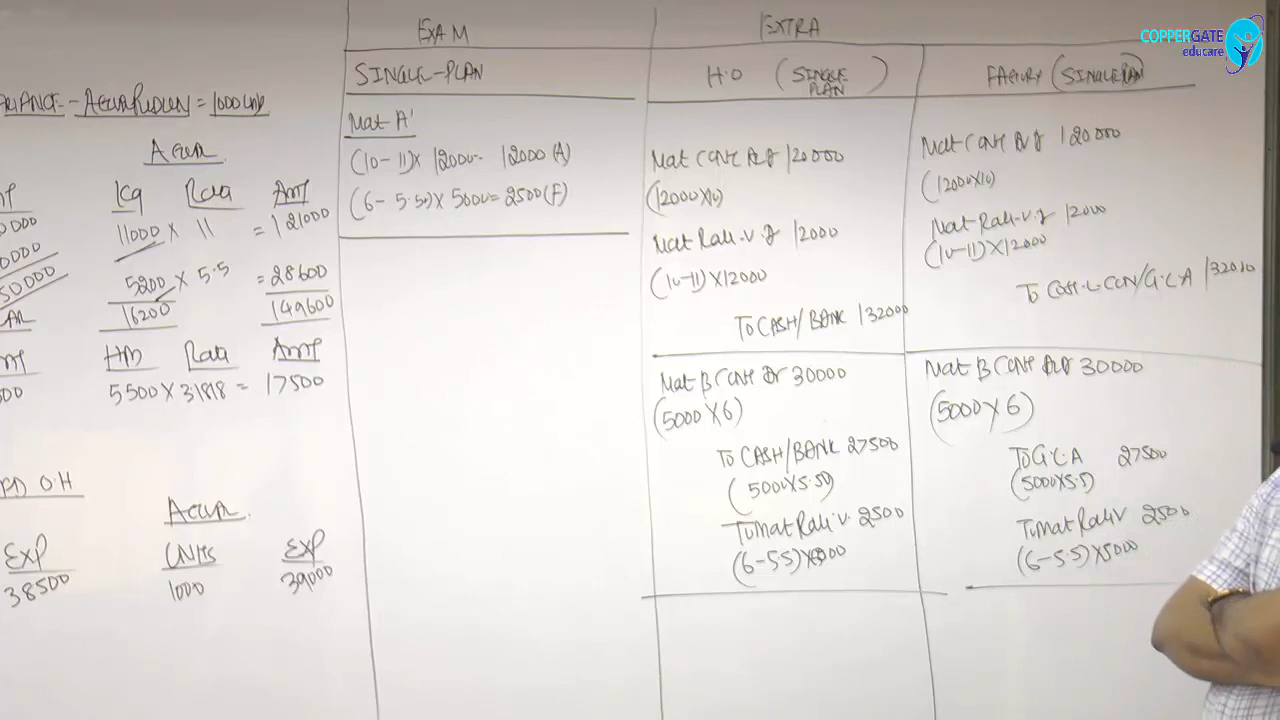 COPPERGATE
educare
EXAM
EXTRA
SINGLE-PLAN
H.O (SINGLE PLAN)
FACTORY (SINGLE PLAN)
= 1000 Units
Actual
Kg Rate Amt
11000 × 11 = 121000
5200 × 5.5 = 28600
16200 149600
Hrs Rate Amt
5500 × 3.1818 = 17500
O.H
Actual
EXP Units EXP
38500 1000 39000
Mat 'A'
(10-11) × 12000 = 12000 (A)
(6-5.50) × 5000 = 2500 (F)
Mat Cont A/c Dr 120000
(12000×10)
Mat Rate.V. Dr 12000
(10-11)×12000
To CASH/BANK 132000
Mat B Cont Dr 30000
(5000×6)
To CASH/BANK 27500
(5000×5.50)
To Mat Rate.V. 2500
(6-5.5)×5000
Mat Cont Dr 120000
(12000×10)
Mat Rate.V. Dr 12000
(10-11)×12000
To Cost.L.Con/G.L.A 132000
Mat B Cont Dr 30000
(5000×6)
To G.L.A 27500
(5000×5.5)
To Mat Rate V 2500
(6-5.5)×5000